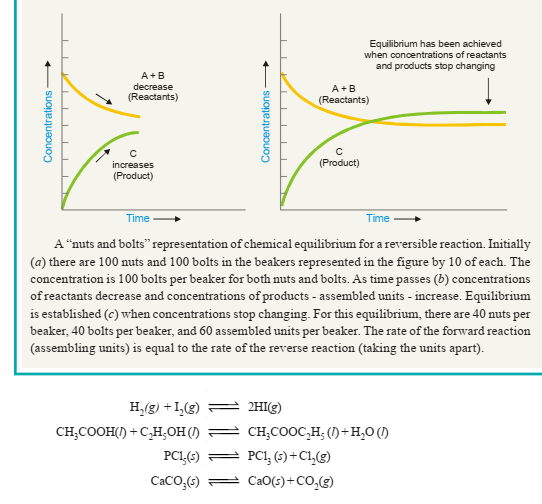 Equilibrium has been achieved
when concentrations of reactants
and products stop changing
A + B
decrease
(Reactants)
A + B
(Reactants)
Concentrations
Concentrations
C
increases
(Product)
C
(Product)
Time
Time
A “nuts and bolts” representation of chemical equilibrium for a reversible reaction. Initially
(a) there are 100 nuts and 100 bolts in the beakers represented in the figure by 10 of each. The
concentration is 100 bolts per beaker for both nuts and bolts. As time passes (b) concentrations
of reactants decrease and concentrations of products - assembled units - increase. Equilibrium
is established (c) when concentrations stop changing. For this equilibrium, there are 40 nuts per
beaker, 40 bolts per beaker, and 60 assembled units per beaker. The rate of the forward reaction
(assembling units) is equal to the rate of the reverse reaction (taking the units apart).
H₂(g) + I₂(g) ⇌ 2HI(g)
CH₃COOH(l) + C₂H₅OH (l) ⇌ CH₃COOC₂H₅ (l) + H₂O (l)
PCl₅(s) ⇌ PCl₃ (s) + Cl₂(g)
CaCO₃(s) ⇌ CaO(s) + CO₂(g)